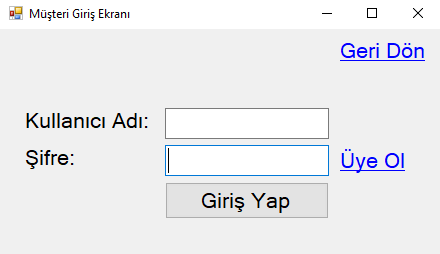 Müşteri Giriş Ekranı
Geri Dön
Kullanıcı Adı:
Şifre:
Üye Ol
Giriş Yap